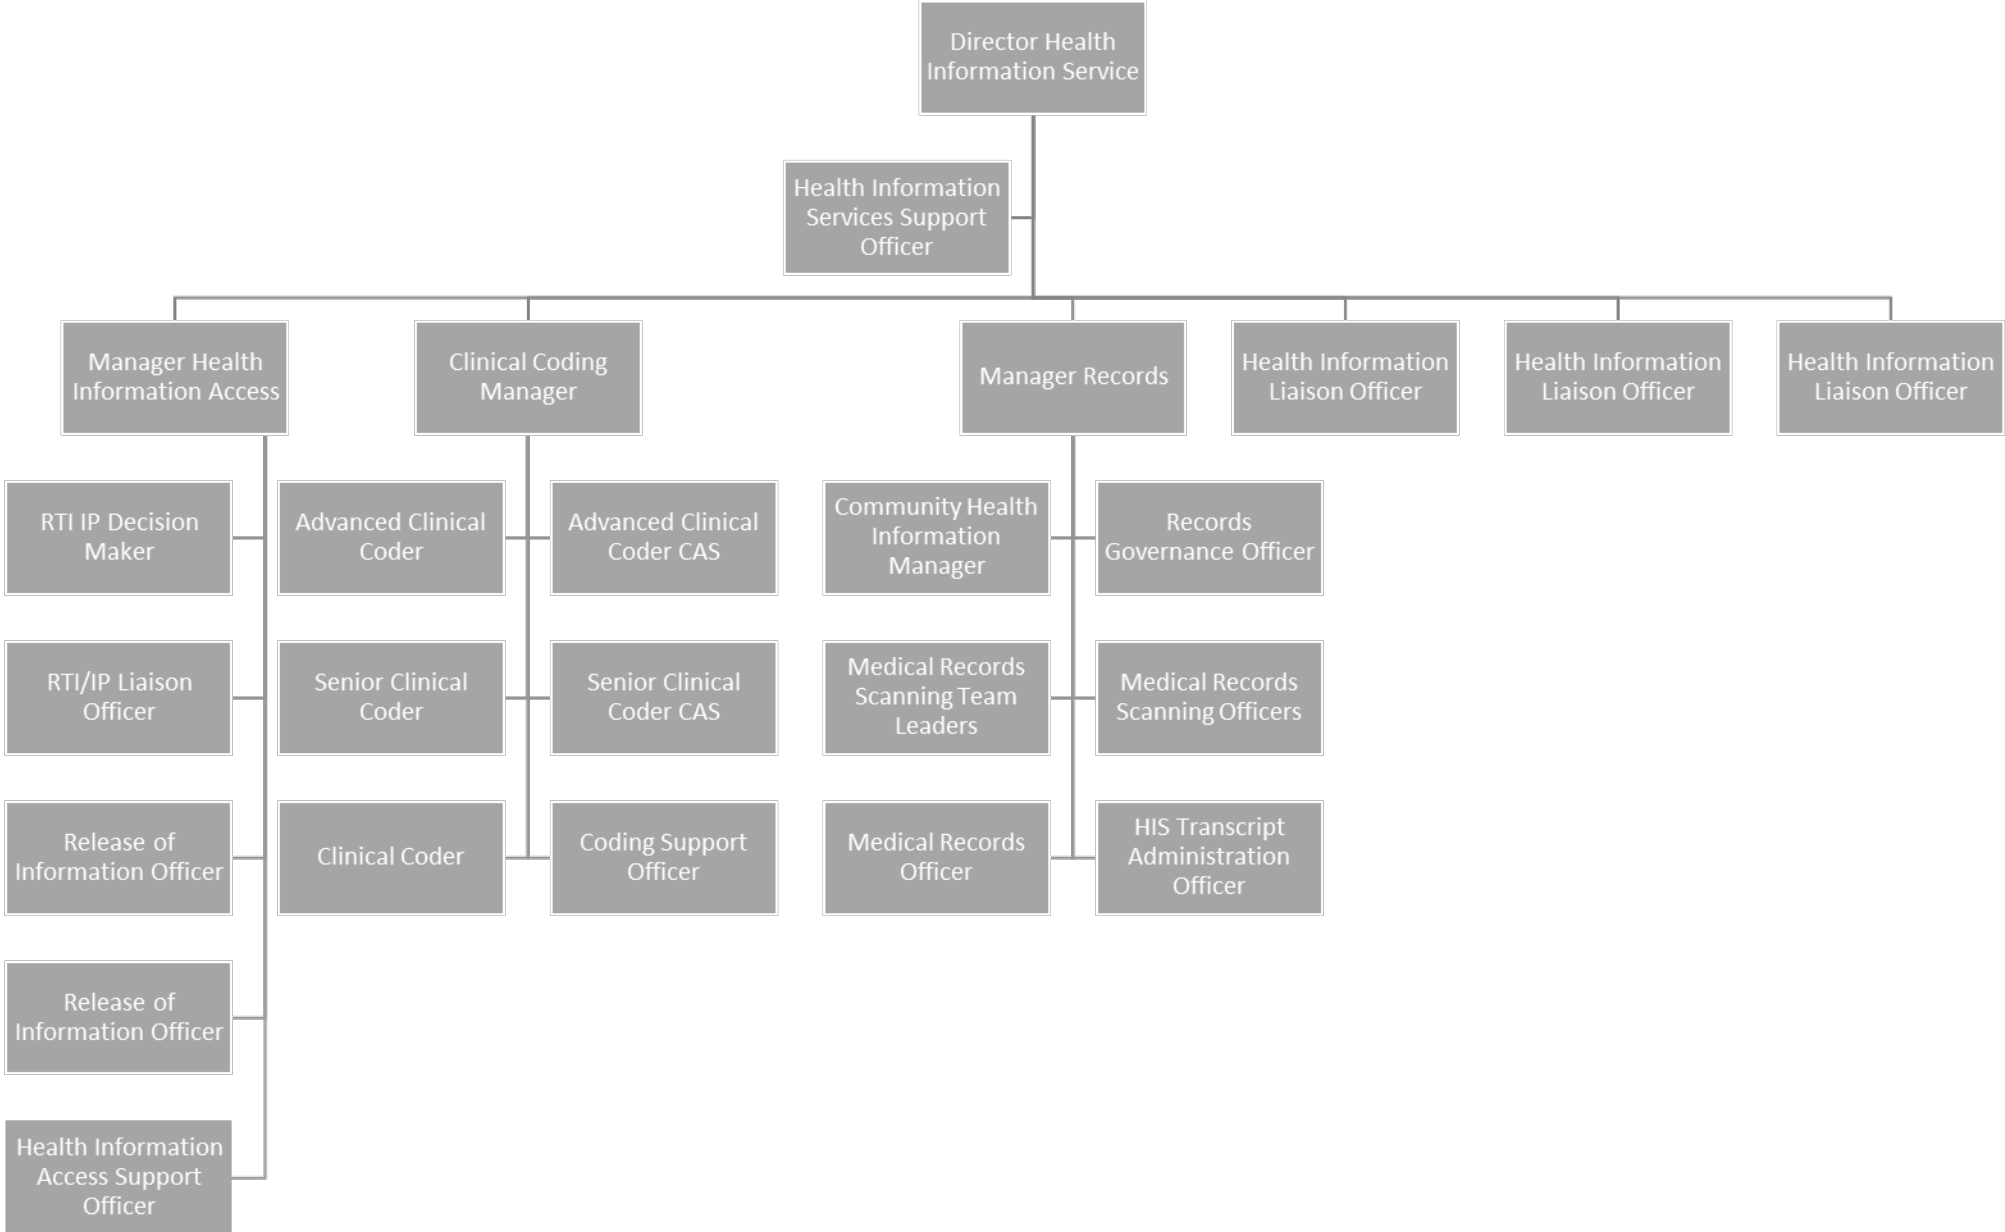 Director Health
Information Service
Health Information
Services Support
Officer
Manager Health
Information Access
Clinical Coding
Manager
Manager Records
Health Information
Liaison Officer
Health Information
Liaison Officer
Health Information
Liaison Officer
RTI IP Decision
Maker
Advanced Clinical
Coder
Advanced Clinical
Coder CAS
Community Health
Information
Manager
Records
Governance Officer
RTI/IP Liaison
Officer
Senior Clinical
Coder
Senior Clinical
Coder CAS
Medical Records
Scanning Team
Leaders
Medical Records
Scanning Officers
Release of
Information Officer
Clinical Coder
Coding Support
Officer
Medical Records
Officer
HIS Transcript
Administration
Officer
Release of
Information Officer
Health Information
Access Support
Officer